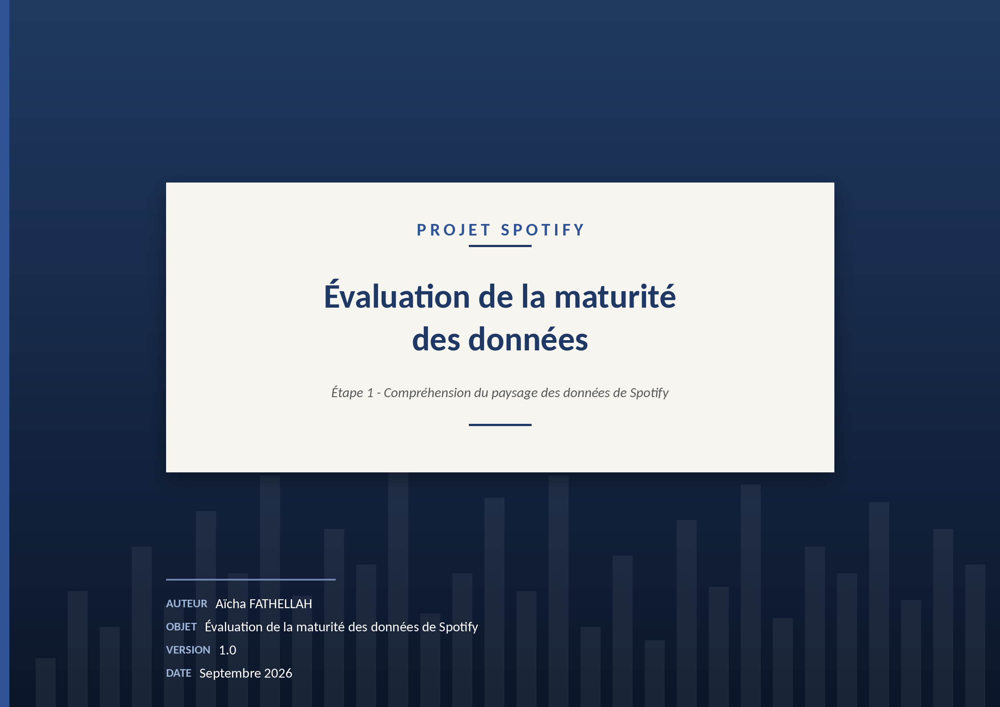 PROJET SPOTIFY
Évaluation de la maturité
des données
Étape 1 - Compréhension du paysage des données de Spotify
AUTEUR Aïcha FATHELLAH
OBJET Évaluation de la maturité des données de Spotify
VERSION 1.0
DATE Septembre 2026